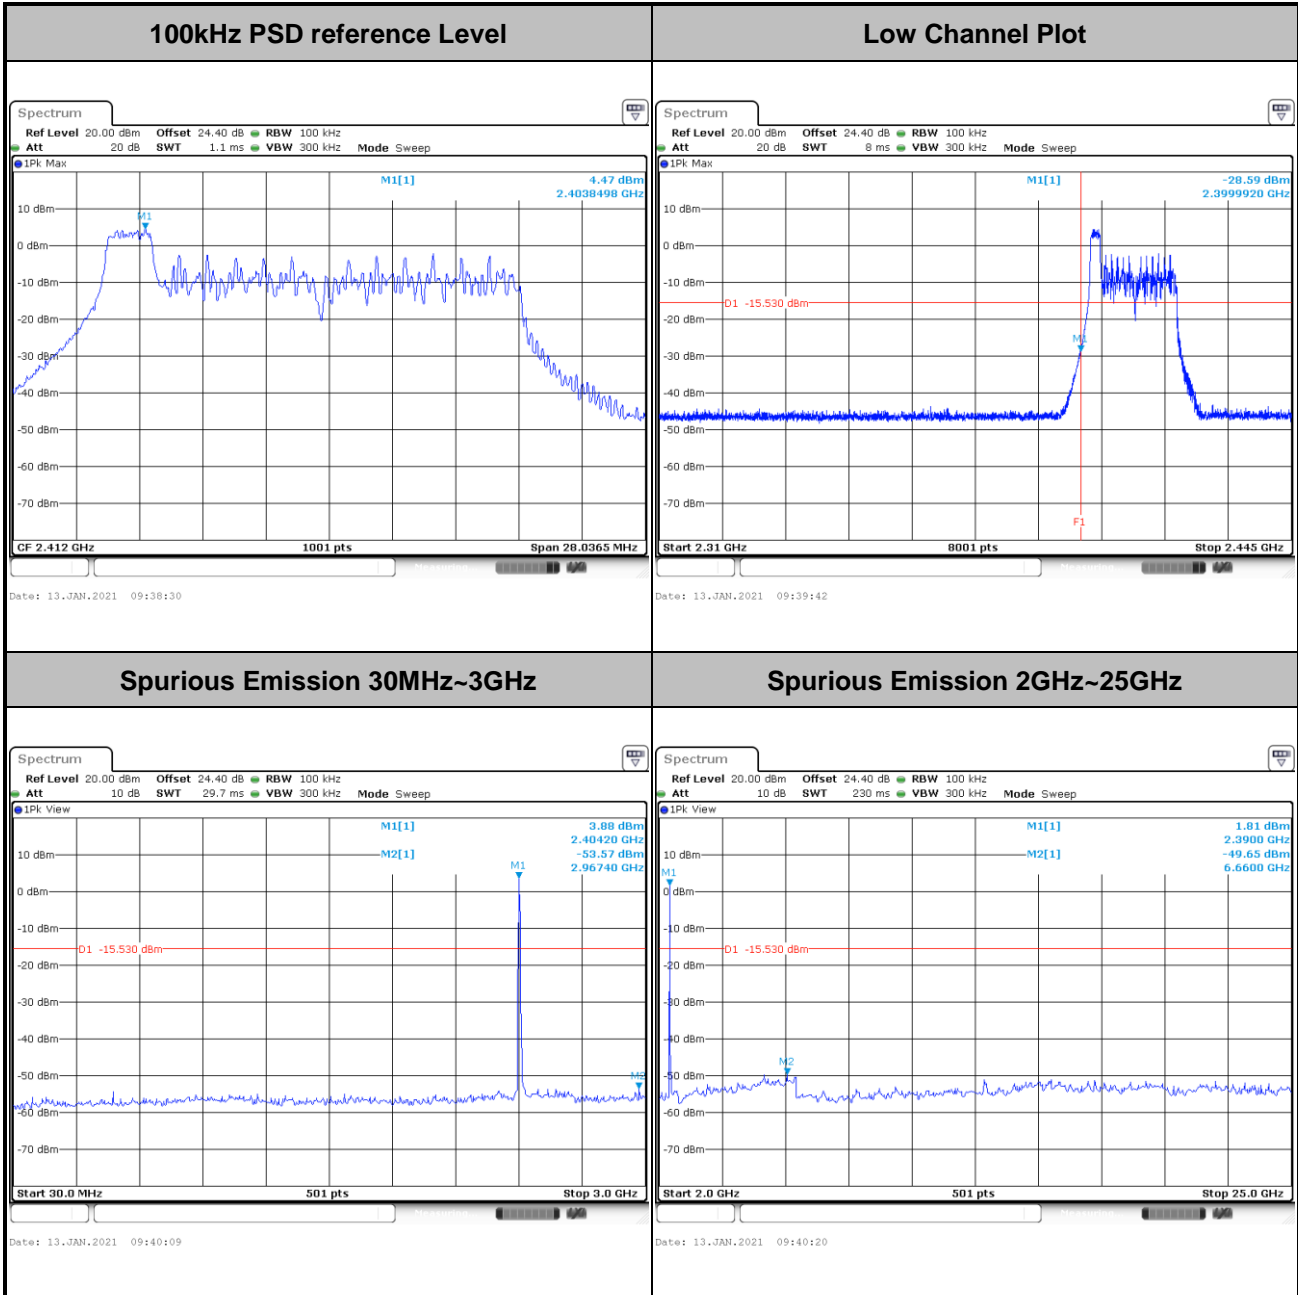 100kHz PSD reference Level
Low Channel Plot
Spectrum
Ref Level 20.00 dBm Offset 24.40 dB RBW 100 kHz
Att 20 dB SWT 1.1 ms VBW 300 kHz Mode Sweep
1Pk Max
M1[1] 4.47 dBm
2.4038498 GHz
M1
10 dBm
0 dBm
-10 dBm
-20 dBm
-30 dBm
-40 dBm
-50 dBm
-60 dBm
-70 dBm
CF 2.412 GHz 1001 pts Span 28.0365 MHz
Date: 13.JAN.2021 09:38:30
Spectrum
Ref Level 20.00 dBm Offset 24.40 dB RBW 100 kHz
Att 20 dB SWT 8 ms VBW 300 kHz Mode Sweep
1Pk Max
M1[1] -28.59 dBm
2.3999920 GHz
10 dBm
0 dBm
-10 dBm
D1 -15.530 dBm
-20 dBm
M1
-30 dBm
-40 dBm
-50 dBm
-60 dBm
-70 dBm
F1
Start 2.31 GHz 8001 pts Stop 2.445 GHz
Measuring...
Date: 13.JAN.2021 09:39:42
Spurious Emission 30MHz~3GHz
Spurious Emission 2GHz~25GHz
Spectrum
Ref Level 20.00 dBm Offset 24.40 dB RBW 100 kHz
Att 10 dB SWT 29.7 ms VBW 300 kHz Mode Sweep
1Pk View
M1[1] 3.88 dBm
2.40420 GHz
M2[1] -53.57 dBm
2.96740 GHz
M1
10 dBm
0 dBm
-10 dBm
D1 -15.530 dBm
-20 dBm
-30 dBm
-40 dBm
-50 dBm
M2
-60 dBm
-70 dBm
Start 30.0 MHz 501 pts Stop 3.0 GHz
Measuring...
Date: 13.JAN.2021 09:40:09
Spectrum
Ref Level 20.00 dBm Offset 24.40 dB RBW 100 kHz
Att 10 dB SWT 230 ms VBW 300 kHz Mode Sweep
1Pk View
M1[1] 1.81 dBm
2.3900 GHz
M2[1] -49.65 dBm
6.6600 GHz
10 dBm
M1
0 dBm
-10 dBm
D1 -15.530 dBm
-20 dBm
-30 dBm
-40 dBm
M2
-50 dBm
-60 dBm
-70 dBm
Start 2.0 GHz 501 pts Stop 25.0 GHz
Measuring...
Date: 13.JAN.2021 09:40:20